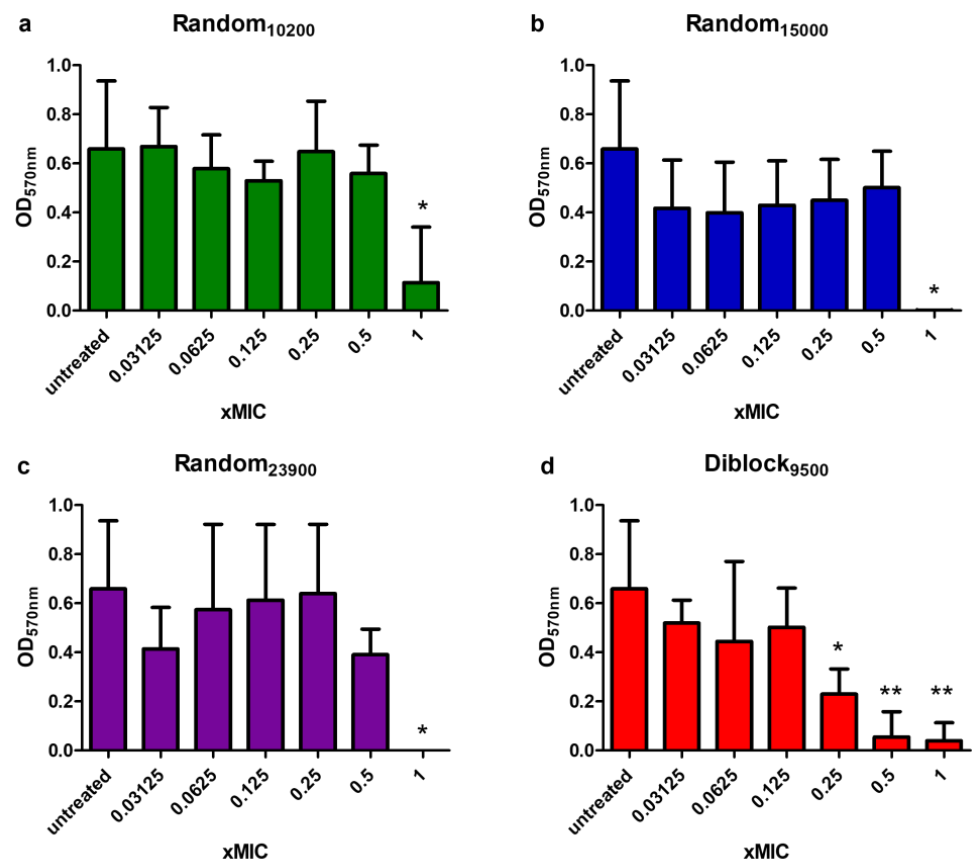 a
Random10200
1.0
0.8
0.6
0.4
0.2
0.0
OD570nm
*
untreated
0.03125
0.0625
0.125
0.25
0.5
1
xMIC
b
Random15000
1.0
0.8
0.6
0.4
0.2
0.0
OD570nm
*
untreated
0.03125
0.0625
0.125
0.25
0.5
1
xMIC
c
Random23900
1.0
0.8
0.6
0.4
0.2
0.0
OD570nm
*
untreated
0.03125
0.0625
0.125
0.25
0.5
1
xMIC
d
Diblock9500
1.0
0.8
0.6
0.4
0.2
0.0
OD570nm
*
**
**
untreated
0.03125
0.0625
0.125
0.25
0.5
1
xMIC